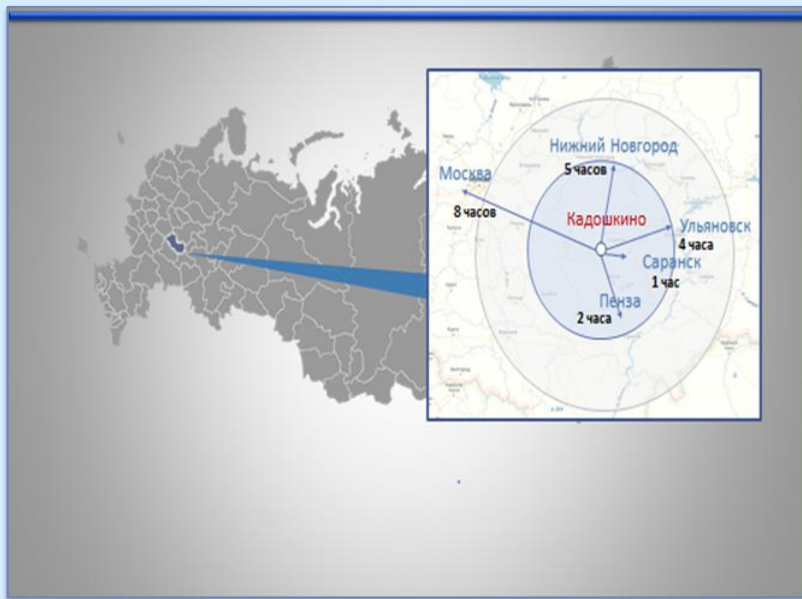 Нижний Новгород
5 часов
Москва
8 часов
Кадошкино
Ульяновск
4 часа
Саранск
1 час
Пенза
2 часа